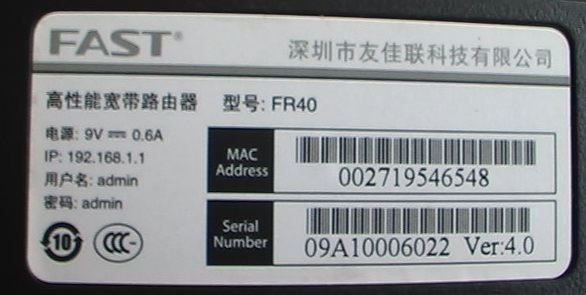 FAST®
深圳市友佳联科技有限公司
高性能宽带路由器 型号: FR40
电源: 9V ⎓ 0.6A
IP: 192.168.1.1
用户名: admin
密码: admin
MAC Address
002719546548
Serial Number
09A10006022 Ver:4.0
10
CCC